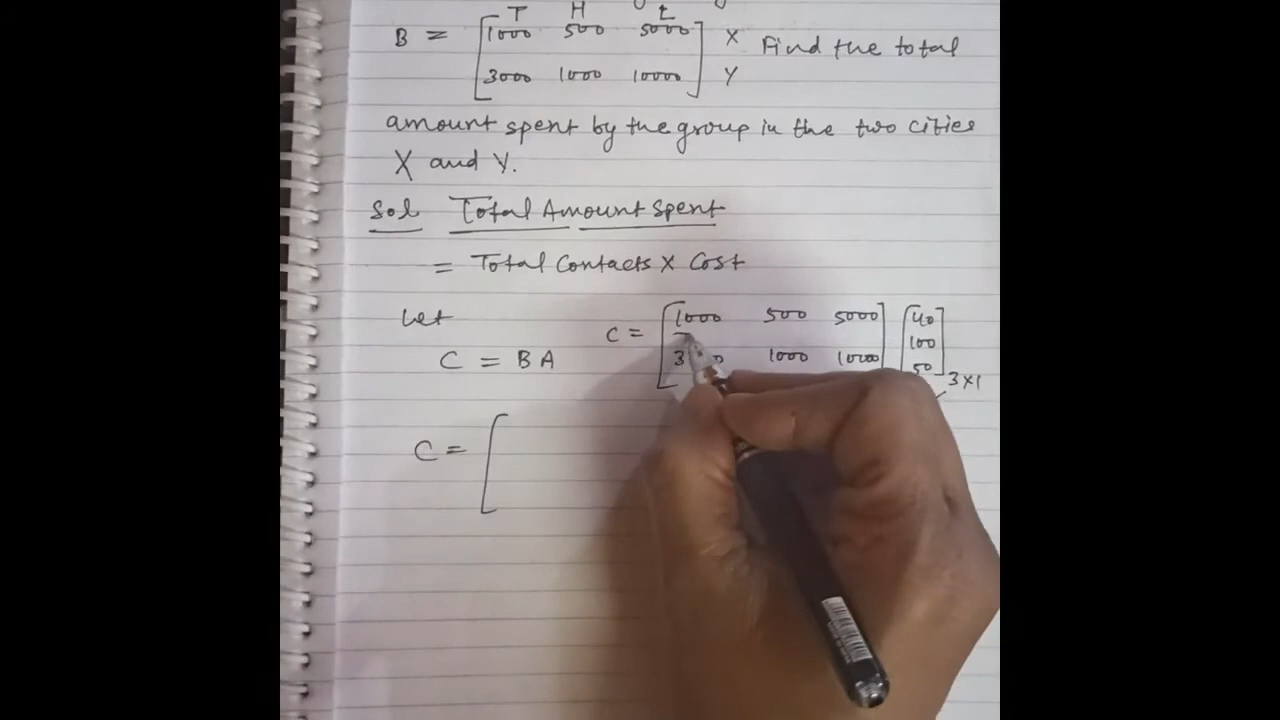 T H L
B = [1000 500 5000] X Find the total
[3000 1000 10000] Y
amount spent by the group in the two cities
X and Y.
Sol Total Amount Spent
= Total Contacts X Cost
Let C = [1000 500 5000] [40
C = BA 3 1000 10000] 100
50] 3X1
C = [